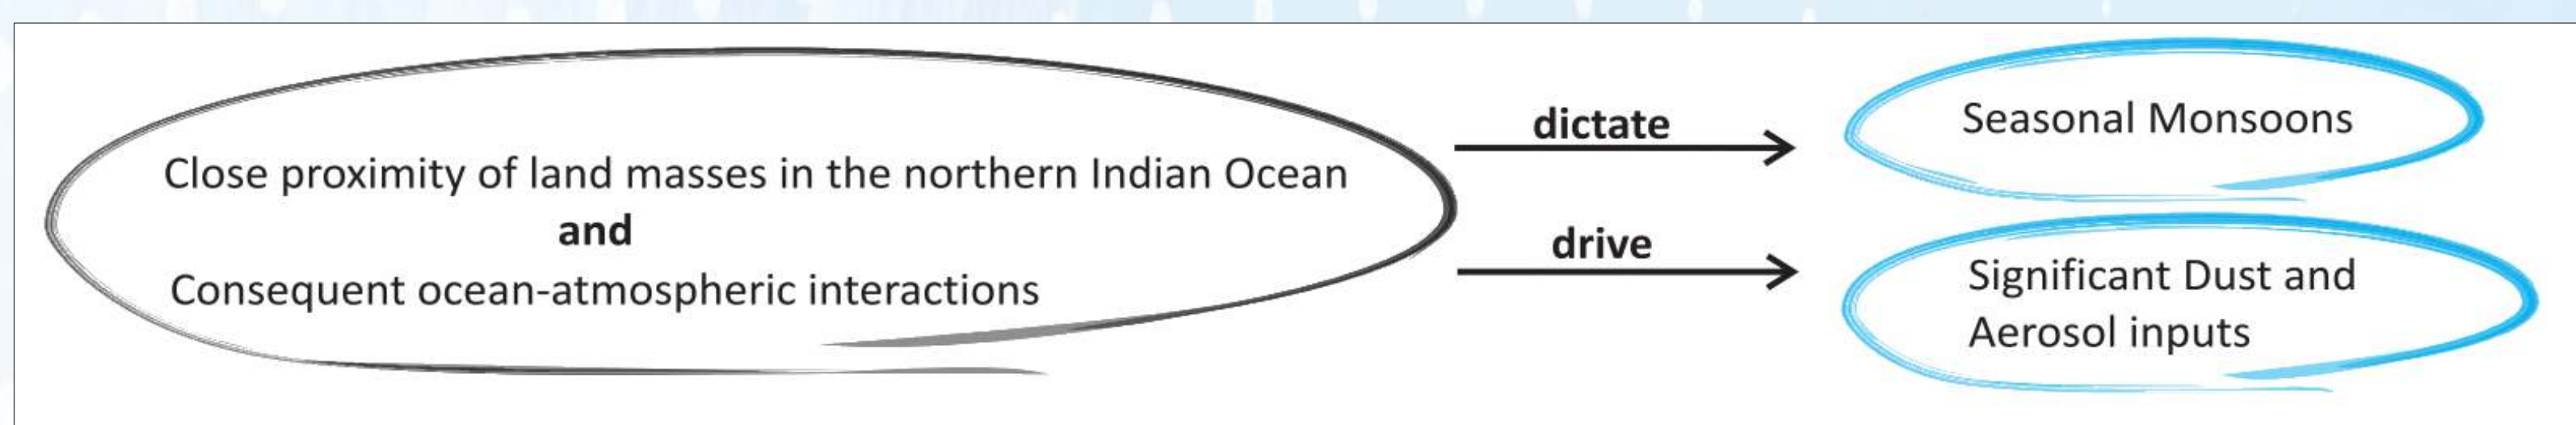 Close proximity of land masses in the northern Indian Ocean
and
Consequent ocean-atmospheric interactions
dictate
drive
Seasonal Monsoons
Significant Dust and
Aerosol inputs